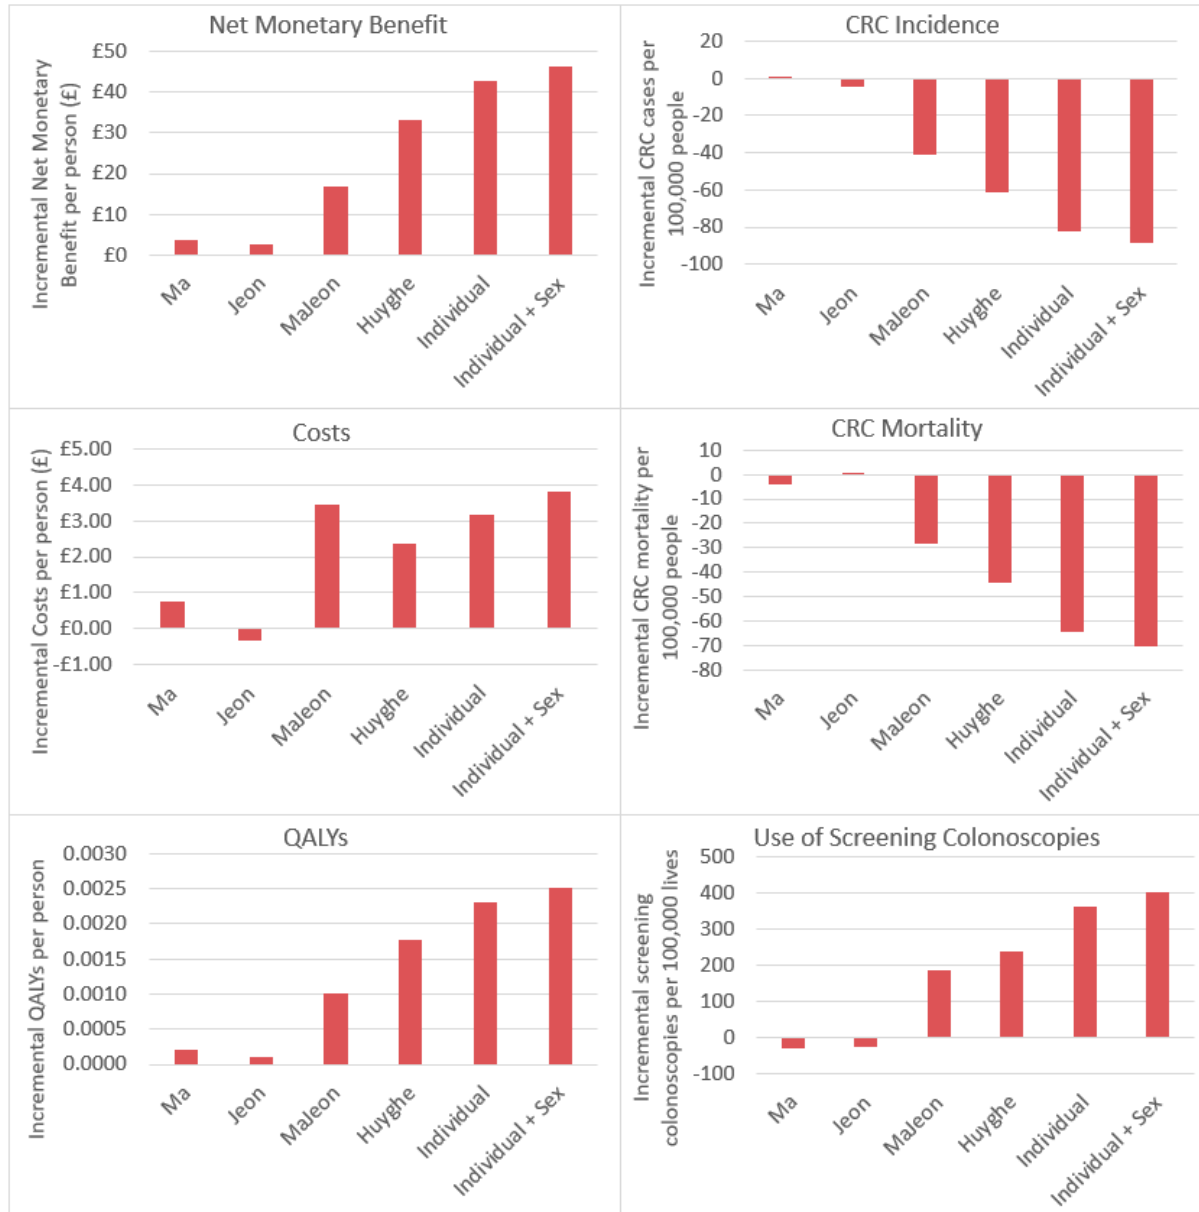 Net Monetary Benefit
Incremental Net Monetary
Benefit per person (£)
£50
£40
£30
£20
£10
£0
Ma
Jeon
MaJeon
Huyghe
Individual
Individual + Sex
CRC Incidence
Incremental CRC cases per
100,000 people
20
0
-20
-40
-60
-80
-100
Ma
Jeon
MaJeon
Huyghe
Individual
Individual + Sex
Costs
Incremental Costs per person (£)
£5.00
£4.00
£3.00
£2.00
£1.00
£0.00
-£1.00
Ma
Jeon
MaJeon
Huyghe
Individual
Individual + Sex
CRC Mortality
Incremental CRC mortality per
100,000 people
10
0
-10
-20
-30
-40
-50
-60
-70
-80
Ma
Jeon
MaJeon
Huyghe
Individual
Individual + Sex
QALYs
Incremental QALYs per person
0.0030
0.0025
0.0020
0.0015
0.0010
0.0005
0.0000
Ma
Jeon
MaJeon
Huyghe
Individual
Individual + Sex
Use of Screening Colonoscopies
Incremental screening
colonoscopies per 100,000 lives
500
400
300
200
100
0
-100
Ma
Jeon
MaJeon
Huyghe
Individual
Individual + Sex